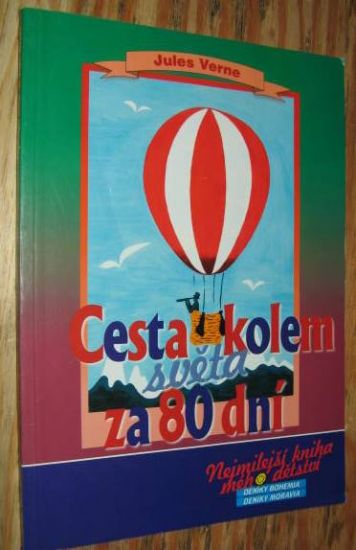 Jules Verne
Cesta kolem
světa
za 80 dní
Nejmilejší kniha
mého dětství
DENÍKY BOHEMIA
DENÍKY MORAVIA